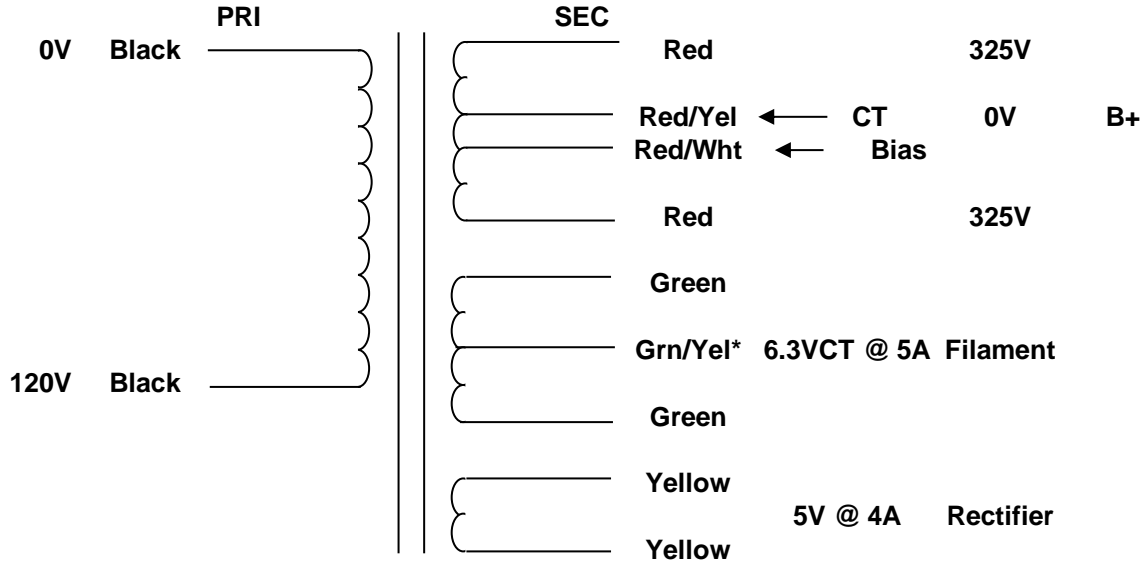 PRI SEC
0V Black Red 325V
Red/Yel CT 0V B+
Red/Wht Bias
Red 325V
Green
Grn/Yel* 6.3VCT @ 5A Filament
120V Black
Green
Yellow
5V @ 4A Rectifier
Yellow